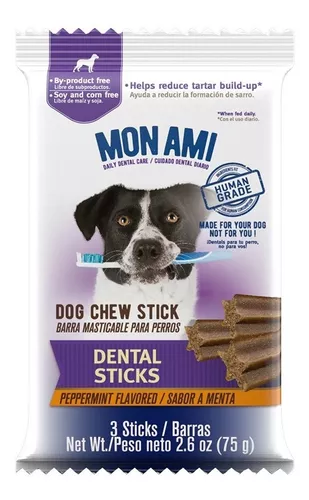 •By-product free
Libre de subproductos.
•Soy and corn free
Libre de maíz y soja.
•Helps reduce tartar build-up*
Ayuda a reducir la formación de sarro.
*When fed daily.
*Con el uso diario.
MON AMI
DAILY DENTAL CARE / CUIDADO DENTAL DIARIO
HUMAN
GRADE
MADE FOR YOUR DOG
NOT FOR YOU !
¡Dentals para tu perro,
no para vos!
DOG CHEW STICK
BARRA MASTICABLE PARA PERROS
DENTAL
STICKS
PEPPERMINT FLAVORED / SABOR A MENTA
3 Sticks / Barras
Net Wt./Peso neto 2.6 oz (75 g)